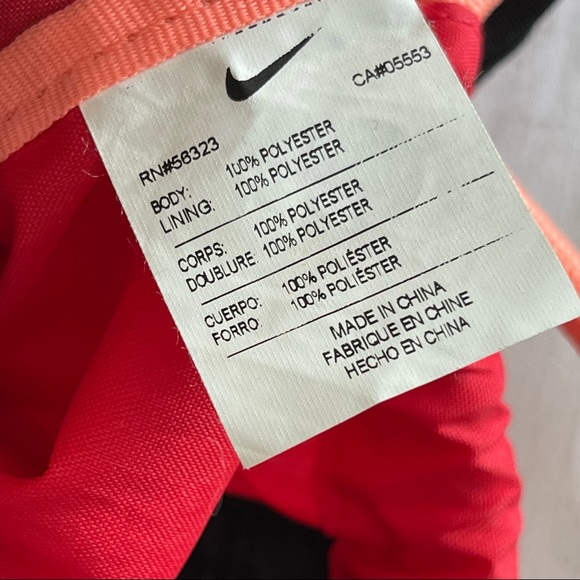 RN#56323 CA#05553
BODY: 100% POLYESTER
LINING: 100% POLYESTER
CORPS: 100% POLYESTER
DOUBLURE: 100% POLYESTER
CUERPO: 100% POLIÉSTER
FORRO: 100% POLIÉSTER
MADE IN CHINA
FABRIQUE EN CHINE
HECHO EN CHINA